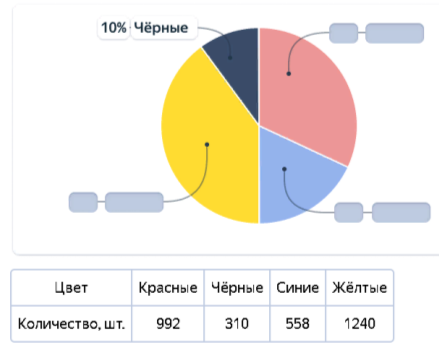 10% Чёрные
Цвет Красные Чёрные Синие Жёлтые
Количество, шт. 992 310 558 1240